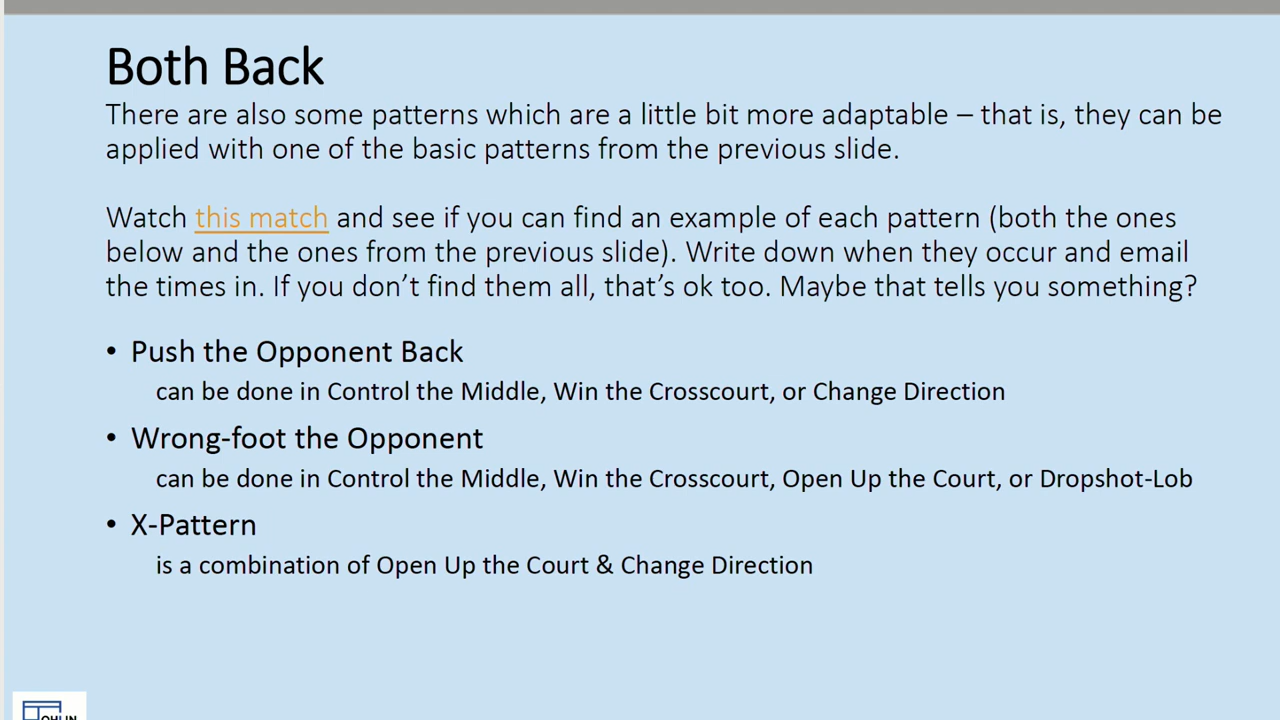 Both Back
There are also some patterns which are a little bit more adaptable – that is, they can be
applied with one of the basic patterns from the previous slide.
Watch this match and see if you can find an example of each pattern (both the ones
below and the ones from the previous slide). Write down when they occur and email
the times in. If you don’t find them all, that’s ok too. Maybe that tells you something?
• Push the Opponent Back
can be done in Control the Middle, Win the Crosscourt, or Change Direction
• Wrong-foot the Opponent
can be done in Control the Middle, Win the Crosscourt, Open Up the Court, or Dropshot-Lob
• X-Pattern
is a combination of Open Up the Court & Change Direction